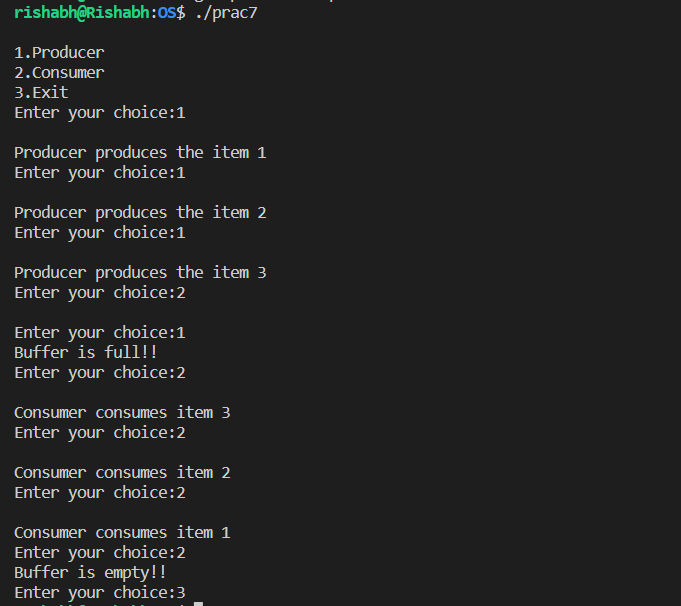 rishabh@Rishabh:OS$ ./prac7
1.Producer
2.Consumer
3.Exit
Enter your choice:1
Producer produces the item 1
Enter your choice:1
Producer produces the item 2
Enter your choice:1
Producer produces the item 3
Enter your choice:2
Enter your choice:1
Buffer is full!!
Enter your choice:2
Consumer consumes item 3
Enter your choice:2
Consumer consumes item 2
Enter your choice:2
Consumer consumes item 1
Enter your choice:2
Buffer is empty!!
Enter your choice:3